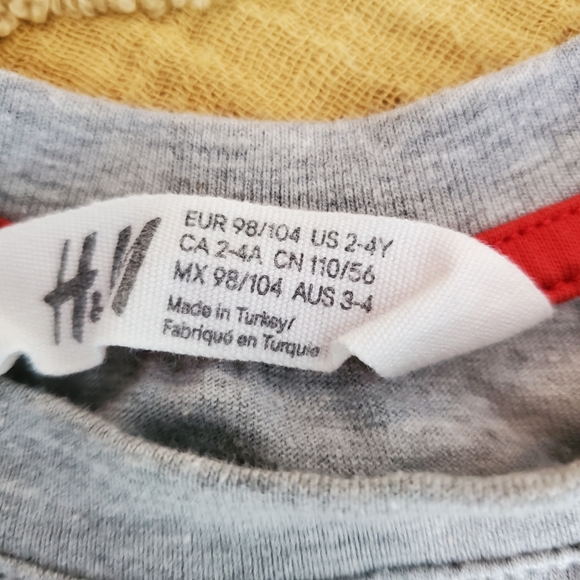 H&M
EUR 98/104 US 2-4Y
CA 2-4A CN 110/56
MX 98/104 AUS 3-4
Made in Turkey/
Fabriqué en Turquie